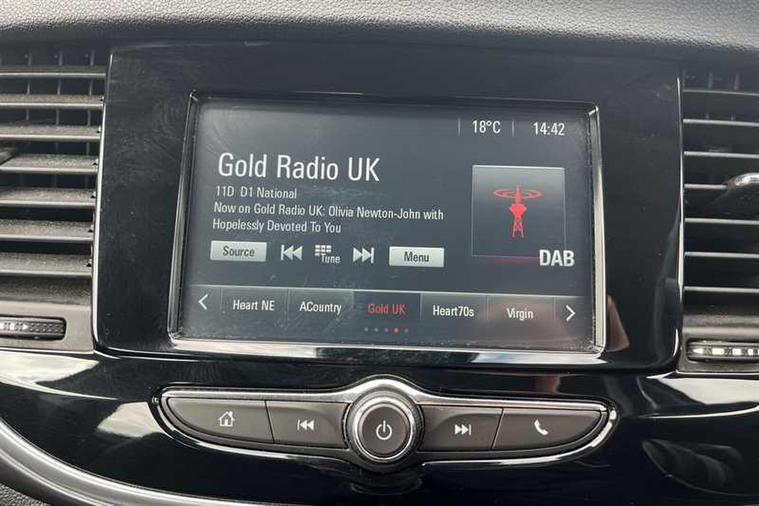 18°C 14:42
Gold Radio UK
11D D1 National
Now on Gold Radio UK: Olivia Newton-John with
Hopelessly Devoted To You
DAB
Source Tune Menu
Heart NE ACountry Gold UK Heart70s Virgin